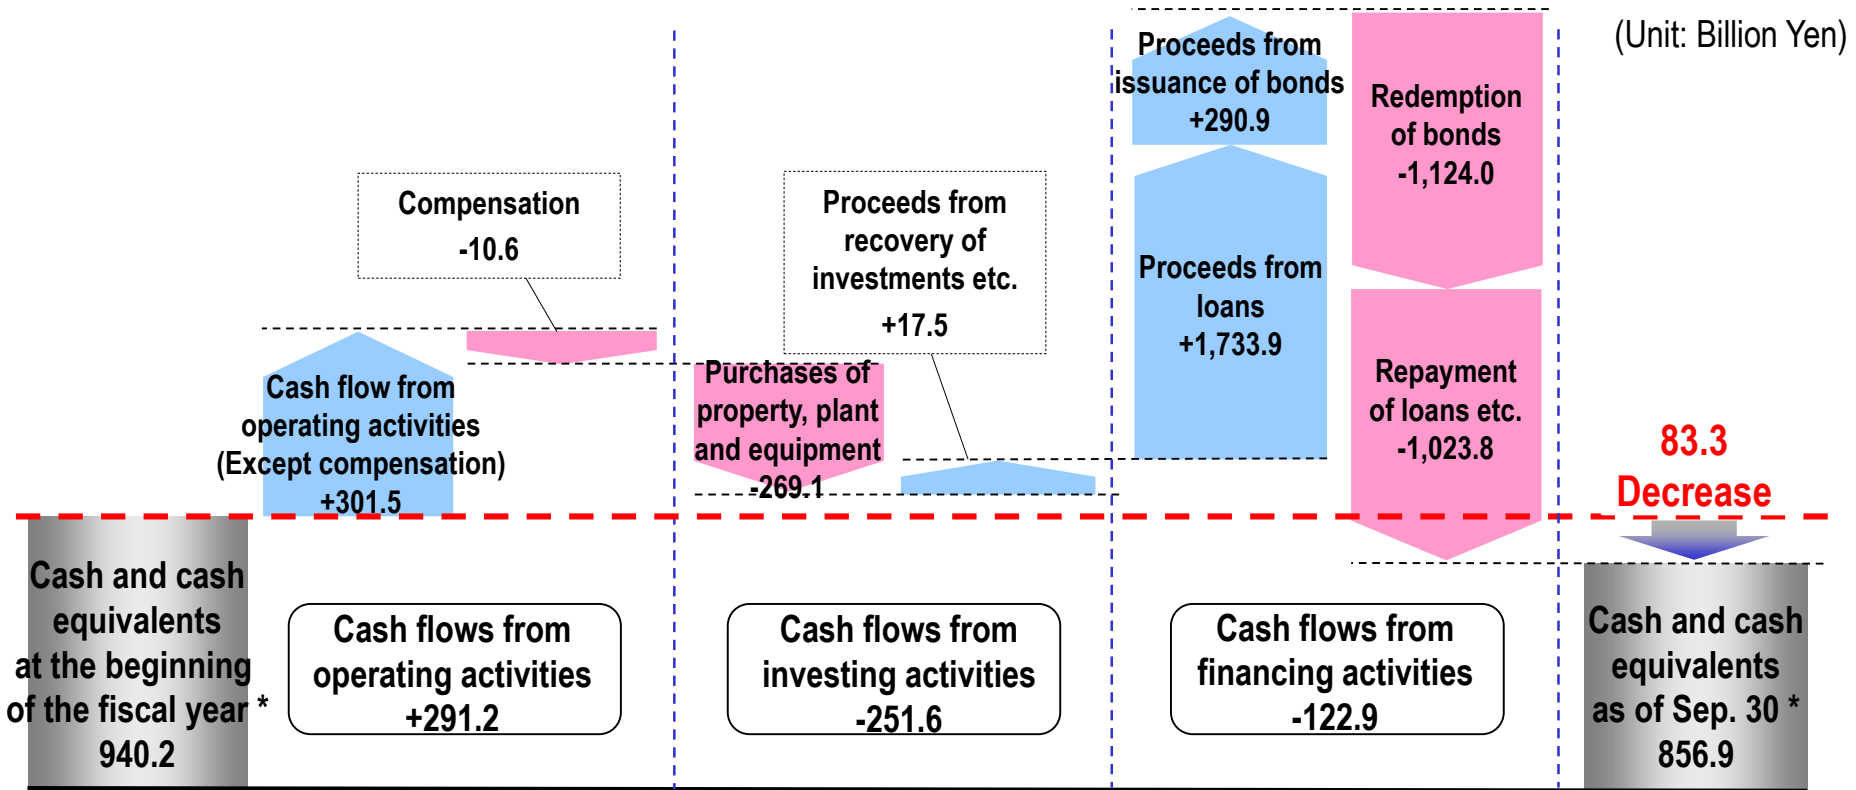 (Unit: Billion Yen)
Compensation
-10.6
Cash flow from
operating activities
(Except compensation)
+301.5
Proceeds from
recovery of
investments etc.
+17.5
Purchases of
property, plant
and equipment
-269.1
Proceeds from
issuance of bonds
+290.9
Proceeds from
loans
+1,733.9
Redemption
of bonds
-1,124.0
Repayment
of loans etc.
-1,023.8
83.3
Decrease
Cash and cash
equivalents
at the beginning
of the fiscal year *
940.2
Cash flows from
operating activities
+291.2
Cash flows from
investing activities
-251.6
Cash flows from
financing activities
-122.9
Cash and cash
equivalents
as of Sep. 30 *
856.9